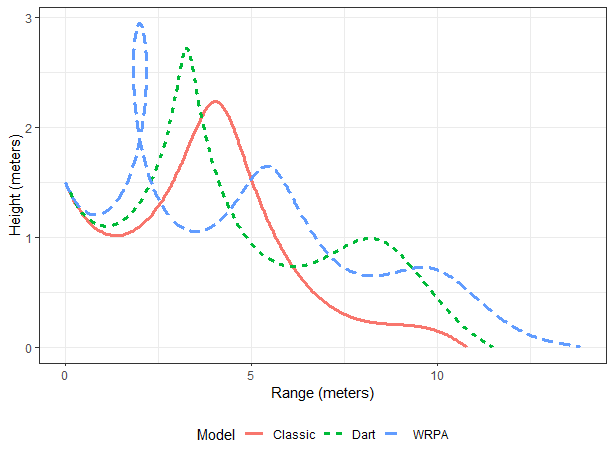 3
2
1
0
Height (meters)
0 5 10
Range (meters)
Model Classic Dart WRPA